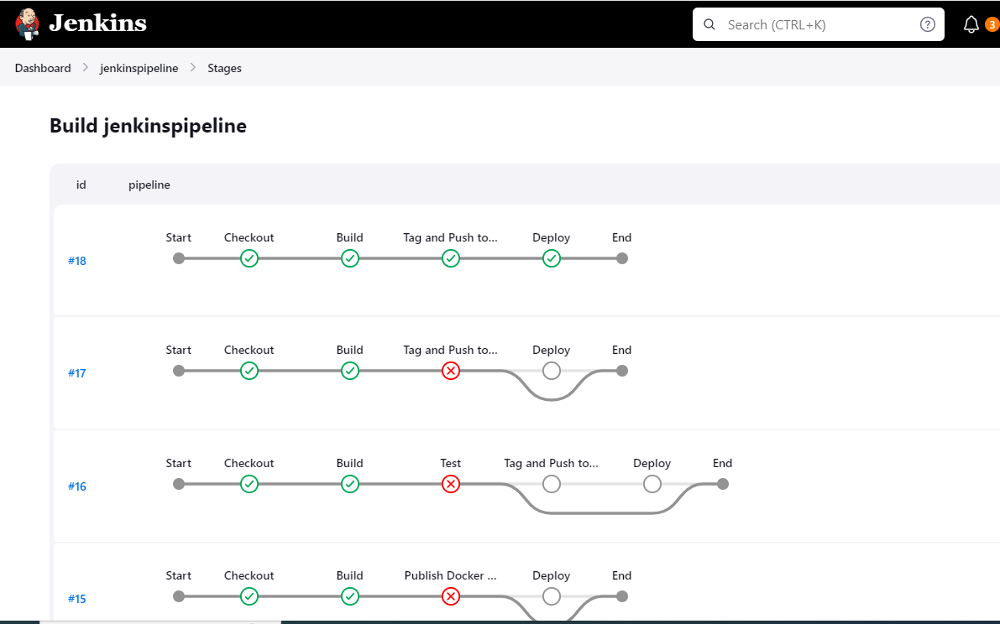 Jenkins
Search (CTRL+K)
?
3
Dashboard > jenkinspipeline > Stages
Build jenkinspipeline
id pipeline
Start Checkout Build Tag and Push to... Deploy End
#18
Start Checkout Build Tag and Push to... Deploy End
#17
Start Checkout Build Test Tag and Push to... Deploy End
#16
Start Checkout Build Publish Docker ... Deploy End
#15